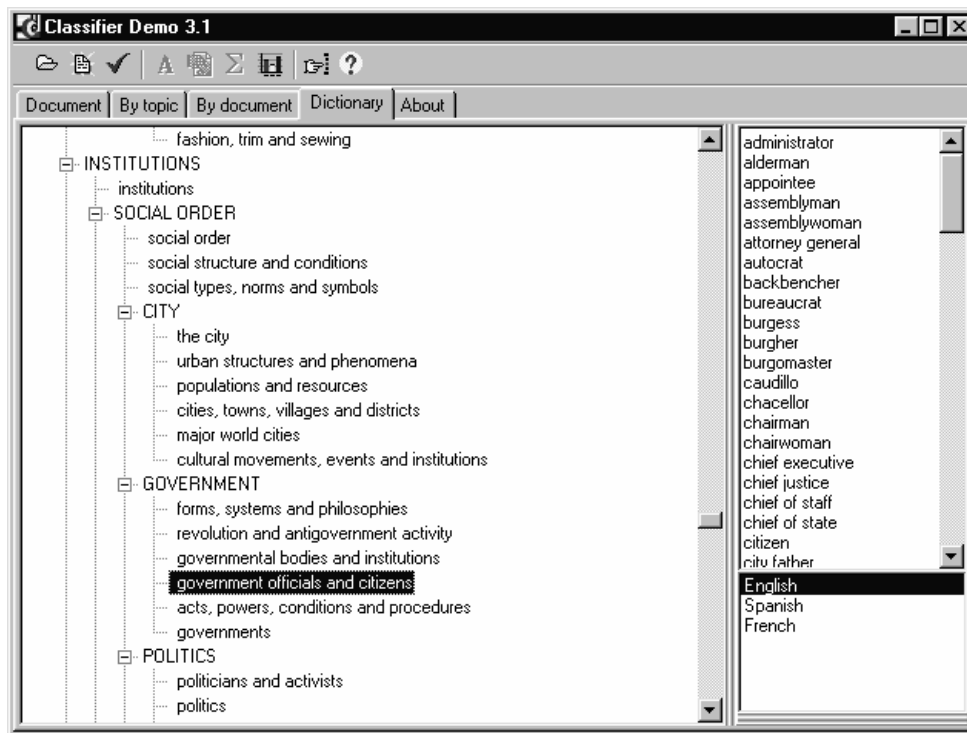 Classifier Demo 3.1
Document By topic By document Dictionary About
fashion, trim and sewing
INSTITUTIONS
institutions
SOCIAL ORDER
social order
social structure and conditions
social types, norms and symbols
CITY
the city
urban structures and phenomena
populations and resources
cities, towns, villages and districts
major world cities
cultural movements, events and institutions
GOVERNMENT
forms, systems and philosophies
revolution and antigovernment activity
governmental bodies and institutions
government officials and citizens
acts, powers, conditions and procedures
governments
POLITICS
politicians and activists
politics
administrator
alderman
appointee
assemblyman
assemblywoman
attorney general
autocrat
backbencher
bureaucrat
burgess
burgher
burgomaster
caudillo
chacellor
chairman
chairwoman
chief executive
chief justice
chief of staff
chief of state
citizen
city father
English
Spanish
French